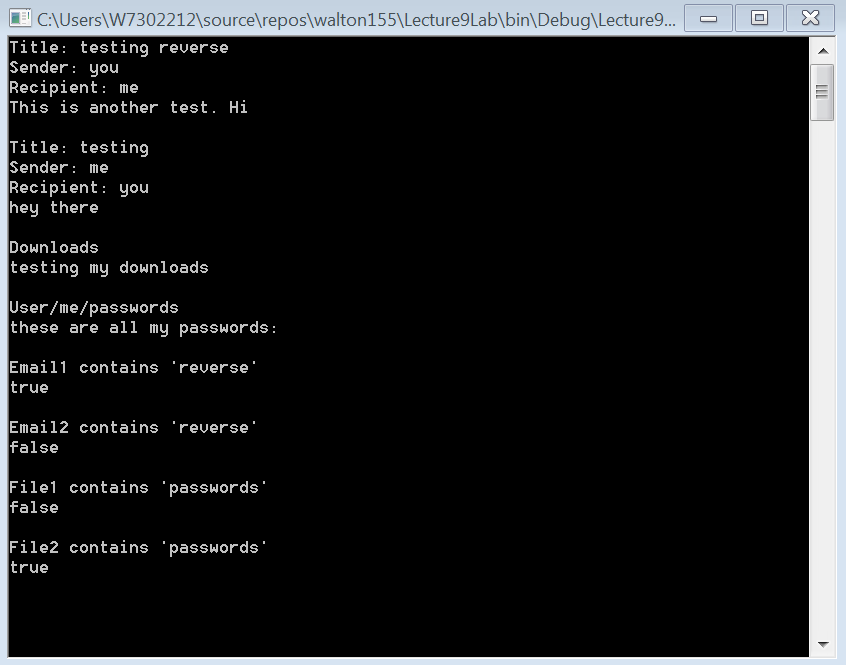 C:\Users\W7302212\source\repos\walton155\Lecture9Lab\bin\Debug\Lecture9...
Title: testing reverse
Sender: you
Recipient: me
This is another test. Hi
Title: testing
Sender: me
Recipient: you
hey there
Downloads
testing my downloads
User/me/passwords
these are all my passwords:
Email1 contains 'reverse'
true
Email2 contains 'reverse'
false
File1 contains 'passwords'
false
File2 contains 'passwords'
true